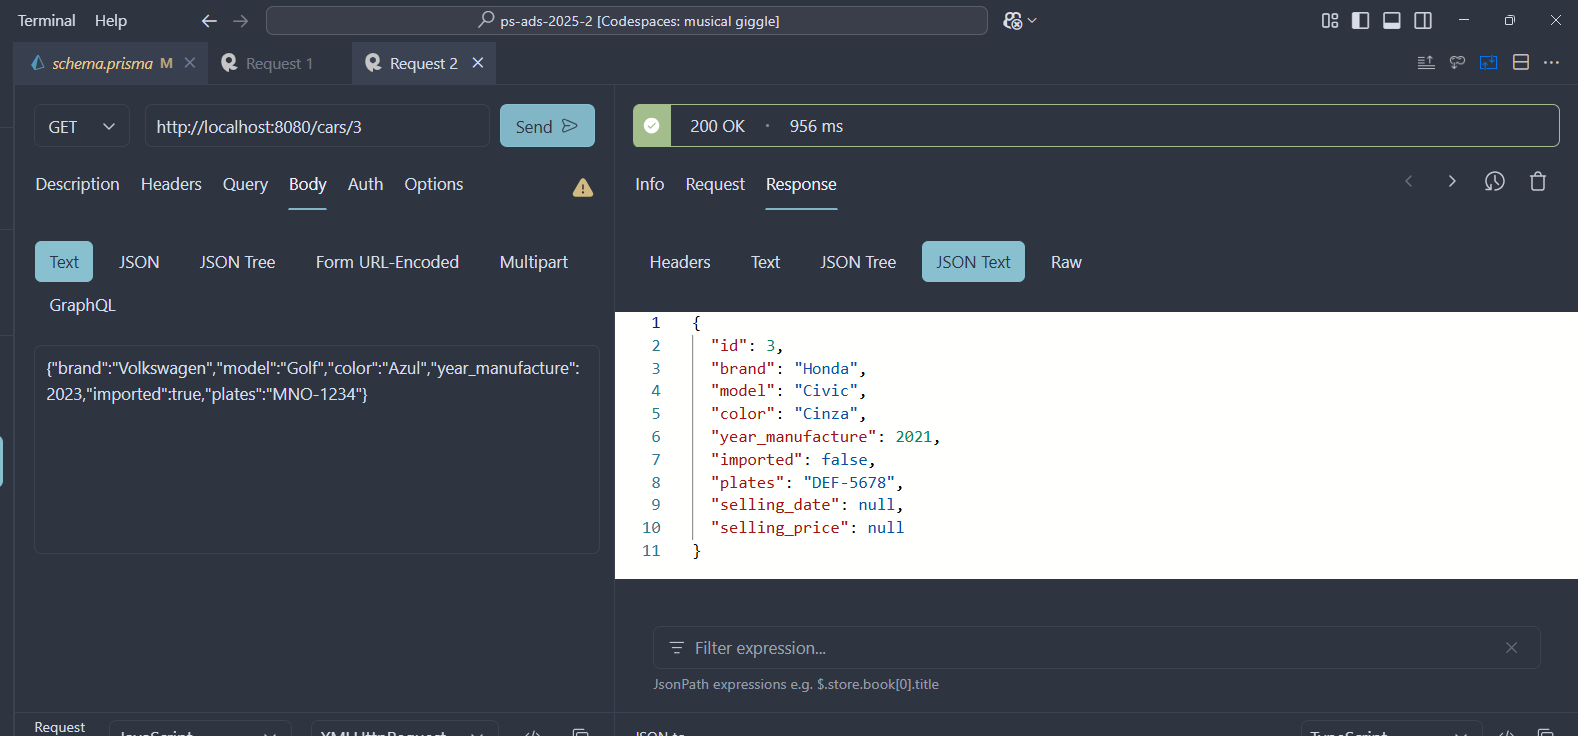 Terminal Help
ps-ads-2025-2 [Codespaces: musical giggle]
schema.prisma M
Request 1
Request 2
GET
http://localhost:8080/cars/3
Send
Description Headers Query Body Auth Options
Text JSON JSON Tree Form URL-Encoded Multipart
GraphQL
{"brand":"Volkswagen","model":"Golf","color":"Azul","year_manufacture":
2023,"imported":true,"plates":"MNO-1234"}
Request
JavaScript
XMLHttpRequest
200 OK · 956 ms
Info Request Response
Headers Text JSON Tree JSON Text Raw
1 {
2 "id": 3,
3 "brand": "Honda",
4 "model": "Civic",
5 "color": "Cinza",
6 "year_manufacture": 2021,
7 "imported": false,
8 "plates": "DEF-5678",
9 "selling_date": null,
10 "selling_price": null
11 }
Filter expression...
JsonPath expressions e.g. $.store.book[0].title
JSON to
TypeScript